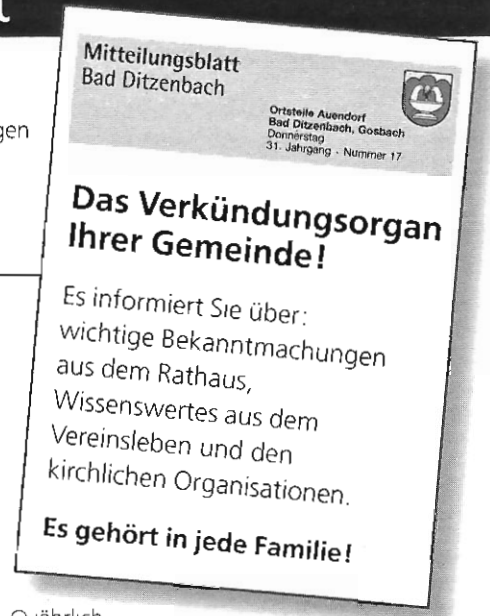 gen
Mitteilungsblatt
Bad Ditzenbach
Ortsteile Auendorf
Bad Ditzenbach, Gosbach
Donnerstag
31. Jahrgang - Nummer 17
Das Verkündungsorgan
Ihrer Gemeinde!
Es informiert Sie über:
wichtige Bekanntmachungen
aus dem Rathaus,
Wissenswertes aus dem
Vereinsleben und den
kirchlichen Organisationen.
Es gehört in jede Familie!